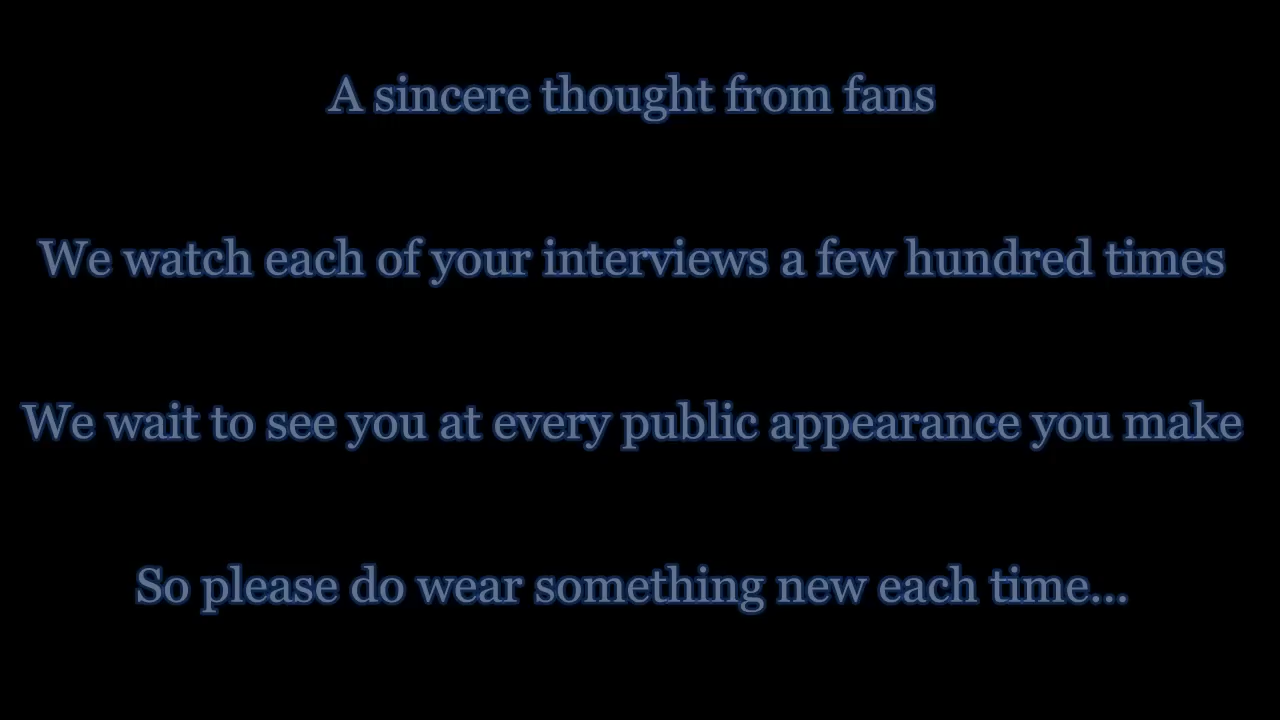 A sincere thought from fans
We watch each of your interviews a few hundred times
We wait to see you at every public appearance you make
So please do wear something new each time...